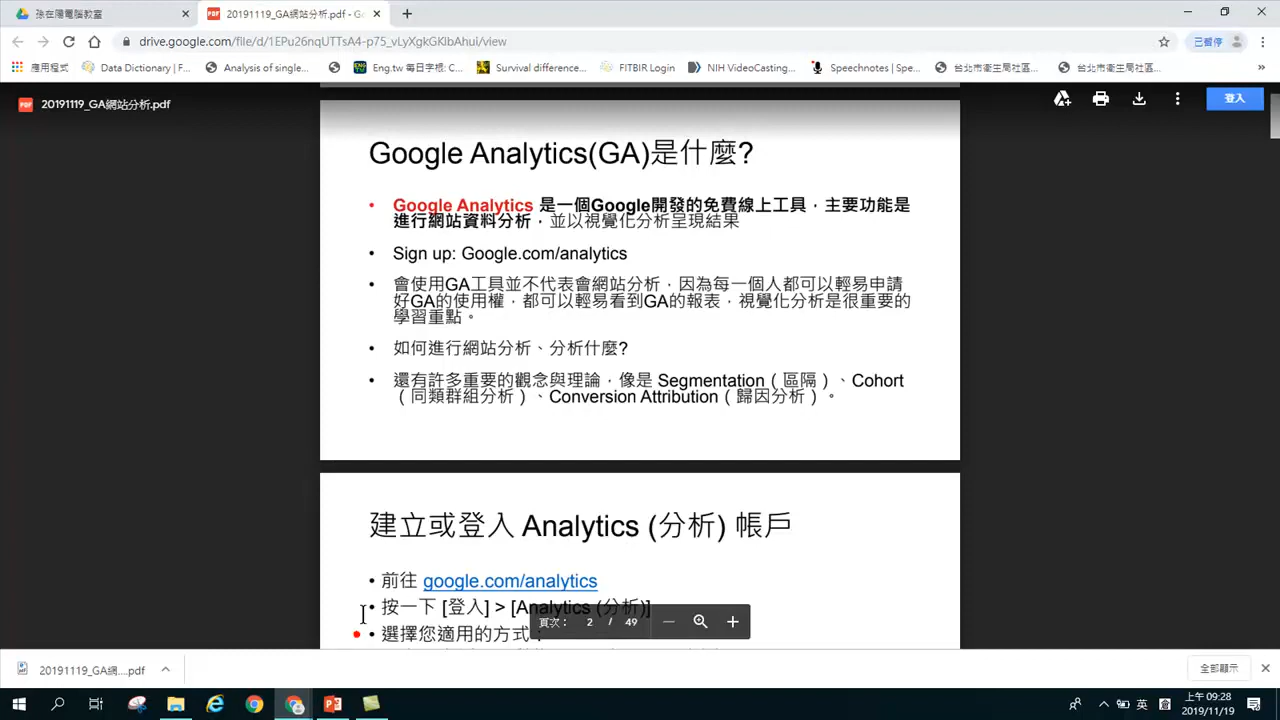 孫在陽電腦教室
20191119_GA網站分析.pdf - Go
drive.google.com/file/d/1EPu26nqUTTsA4-p75_vLyXgkGKIbAhui/view
已暫停
應用程式
Data Dictionary | F...
Analysis of single...
Eng.tw 每日字根: C...
Survival difference...
FITBIR Login
NIH VideoCasting...
Speechnotes | Spe...
台北市衛生局社區...
台北市衛生局社區...
»
PDF
20191119_GA網站分析.pdf
登入
Google Analytics(GA)是什麼?
• Google Analytics 是一個Google開發的免費線上工具，主要功能是
進行網站資料分析，並以視覺化分析呈現結果
• Sign up: Google.com/analytics
• 會使用GA工具並不代表會網站分析，因為每一個人都可以輕易申請
好GA的使用權，都可以輕易看到GA的報表，視覺化分析是很重要的
學習重點。
• 如何進行網站分析、分析什麼?
• 還有許多重要的觀念與理論，像是 Segmentation（區隔）、Cohort
（同類群組分析）、Conversion Attribution（歸因分析）。
建立或登入 Analytics (分析) 帳戶
• 前往 google.com/analytics
• 按一下 [登入] > [Analytics (分析)]
• 選擇您適用的方式：
頁次： 2 / 49
20191119_GA網....pdf
全部顯示
英
上午 09:28
2019/11/19